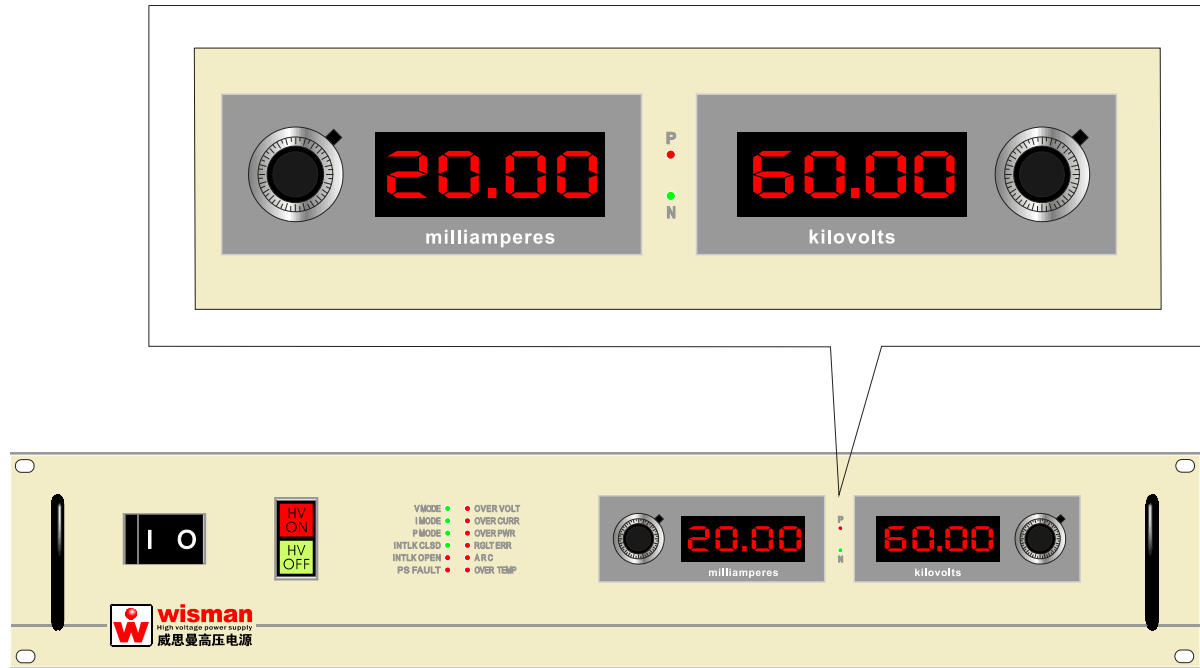 P
20.00
60.00
N
milliamperes
kilovolts
HV
ON
HV
OFF
I O
V MODE
I MODE
P MODE
INTLK CLSD
INTLK OPEN
PS FAULT
OVER VOLT
OVER CURR
OVER PWR
RGLT ERR
ARC
OVER TEMP
P
20.00
60.00
N
milliamperes
kilovolts
W
wisman
High voltage power supply
威思曼高压电源